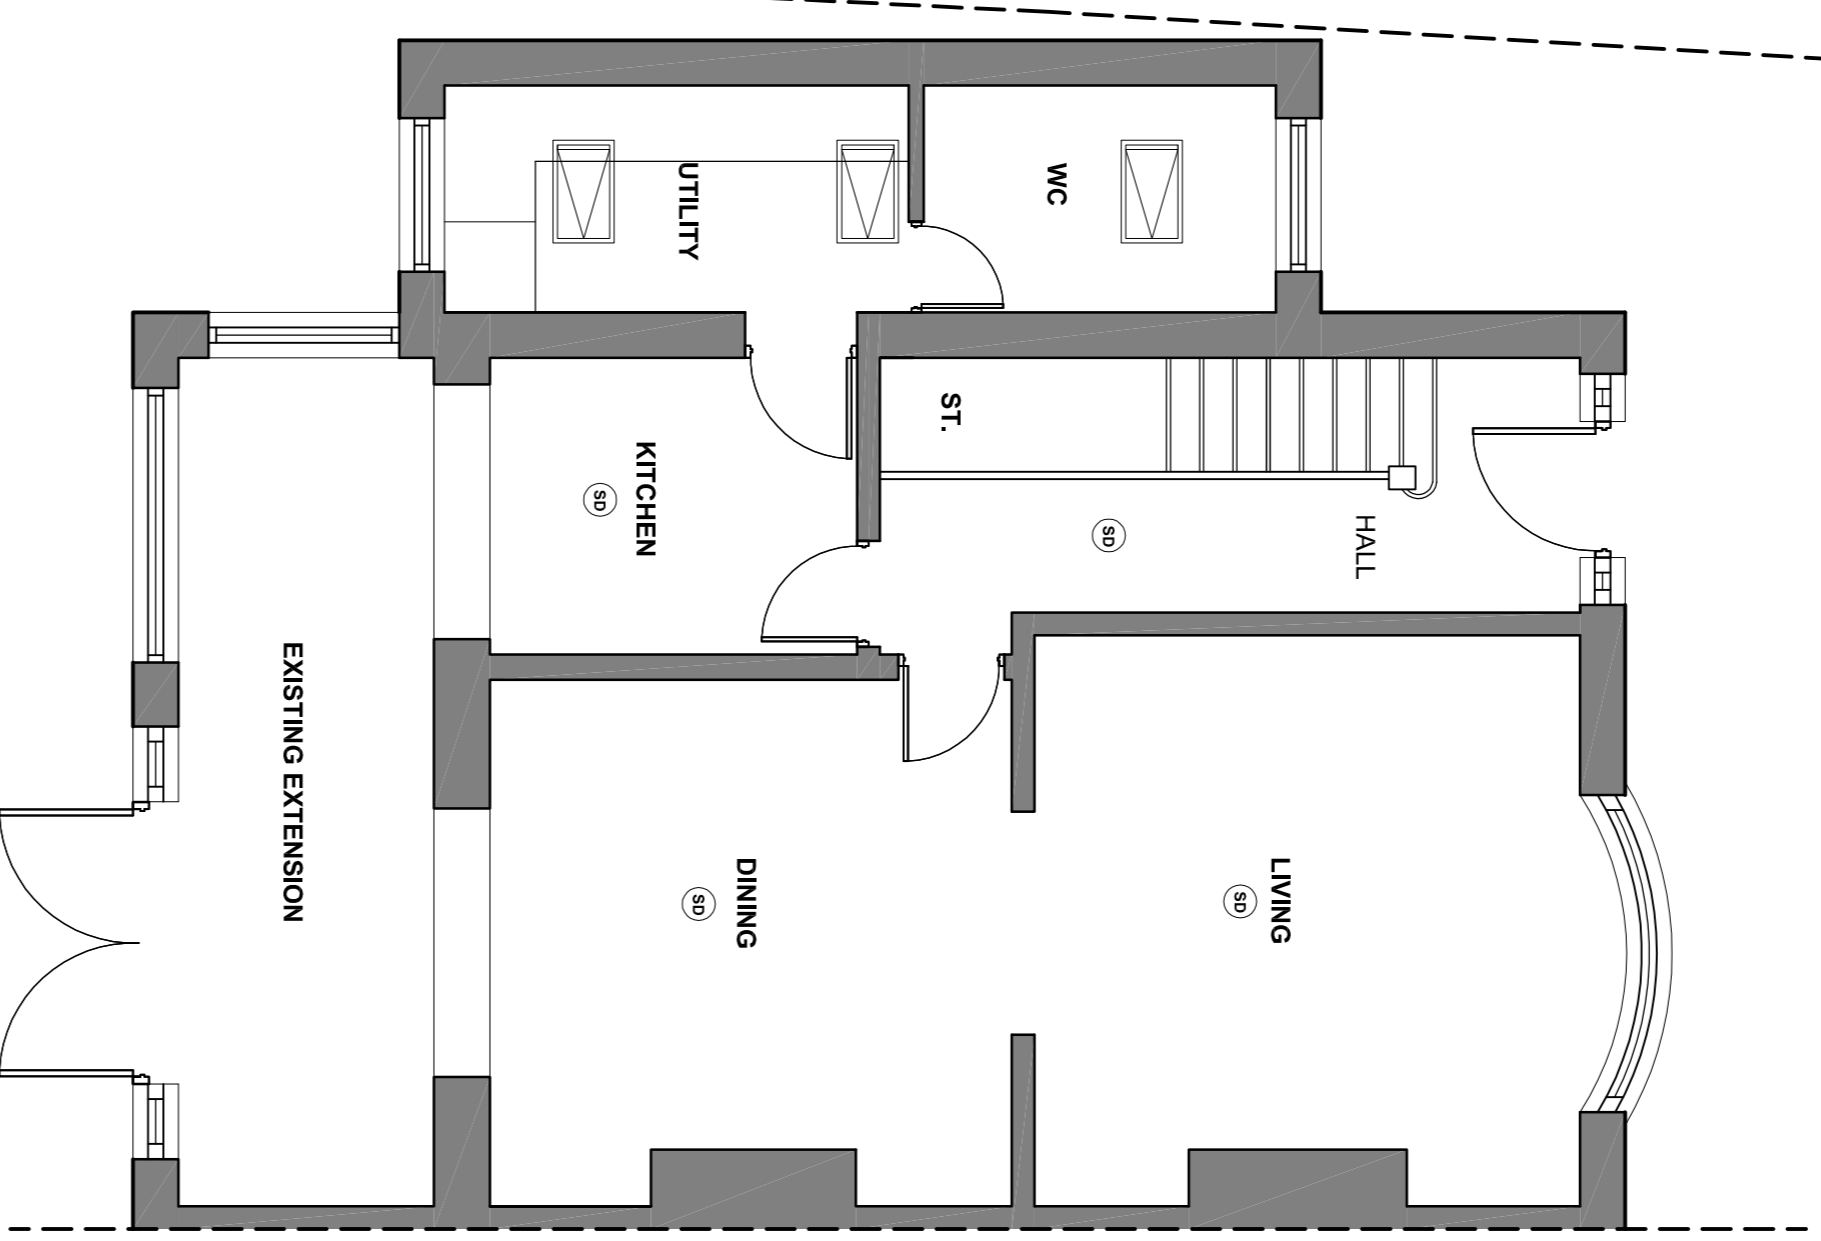 UTILITY
WC
ST.
KITCHEN
SD
SD
HALL
EXISTING EXTENSION
DINING
SD
LIVING
SD